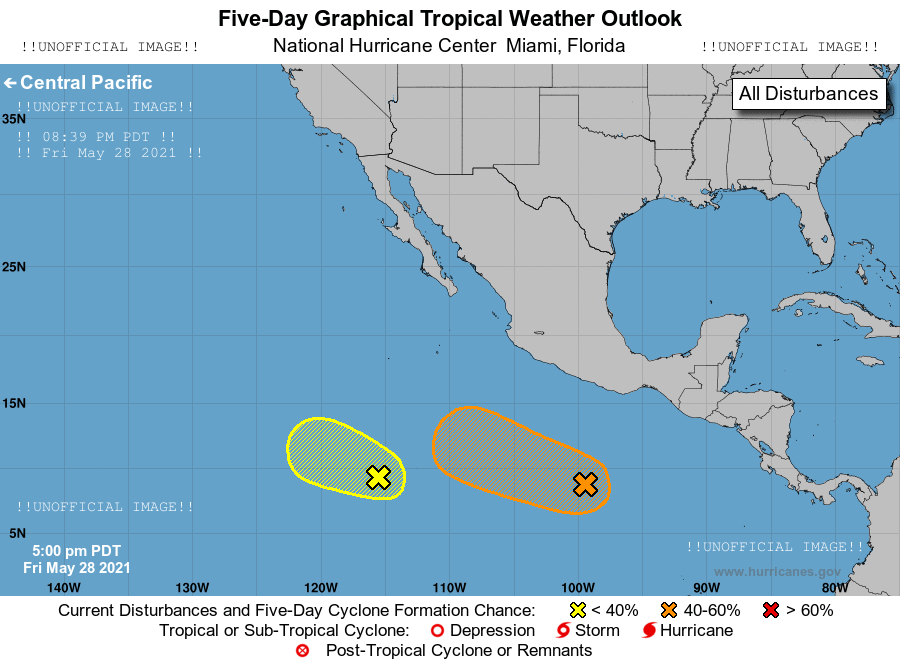 Five-Day Graphical Tropical Weather Outlook
!!UNOFFICIAL IMAGE!!
National Hurricane Center Miami, Florida
!!UNOFFICIAL IMAGE!!
← Central Pacific
All Disturbances
!!UNOFFICIAL IMAGE!!
35N
!! 08:39 PM PDT !!
!! Fri May 28 2021 !!
25N
15N
!!UNOFFICIAL IMAGE!!
5N
!!UNOFFICIAL IMAGE!!
5:00 pm PDT
Fri May 28 2021
www.hurricanes.gov
140W 130W 120W 110W 100W 90W 80W
Current Disturbances and Five-Day Cyclone Formation Chance: < 40% 40-60% > 60%
Tropical or Sub-Tropical Cyclone: Depression Storm Hurricane
Post-Tropical Cyclone or Remnants